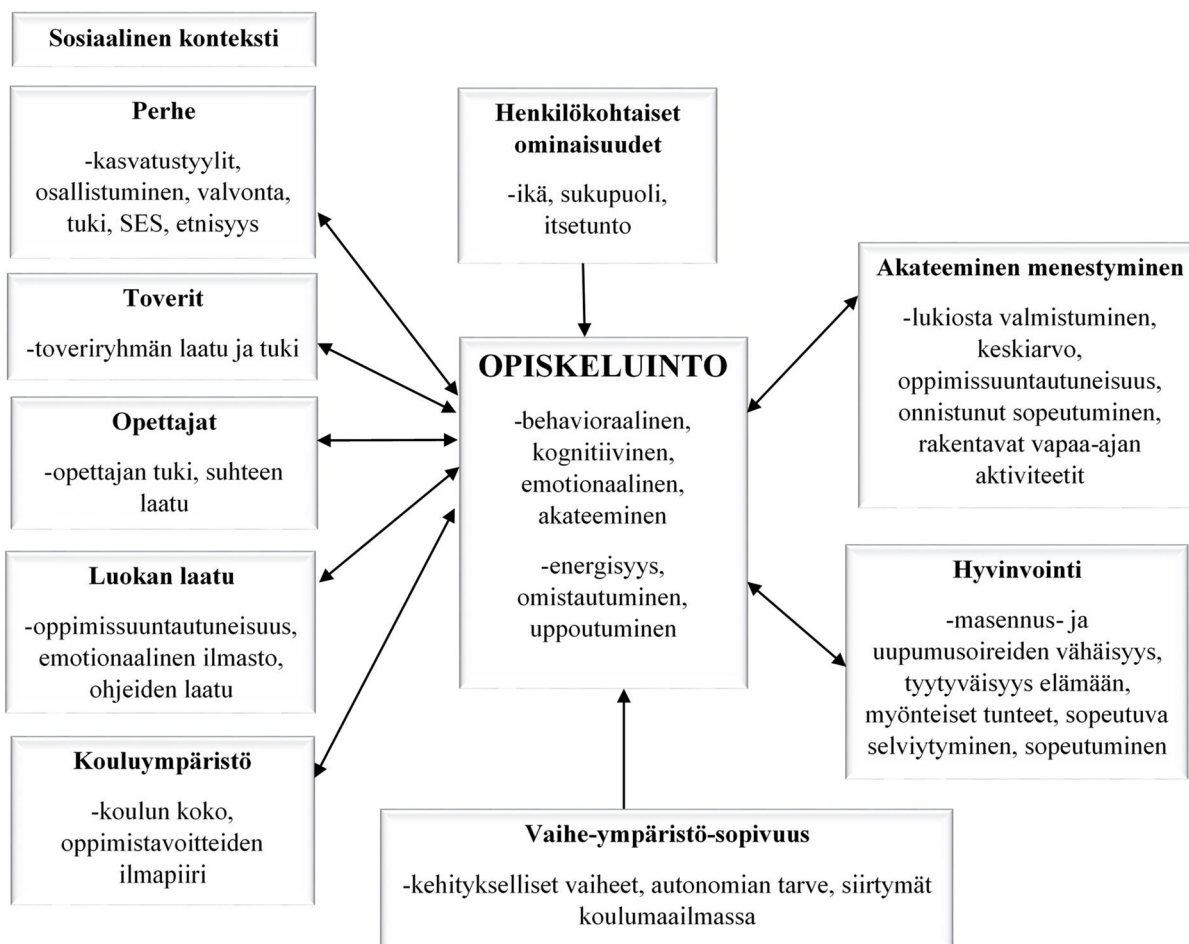 Sosiaalinen konteksti
Perhe
-kasvatustyylit,
osallistuminen, valvonta,
tuki, SES, etnisyys
Toverit
-toveriryhmän laatu ja tuki
Opettajat
-opettajan tuki, suhteen
laatu
Luokan laatu
-oppimissuuntautuneisuus,
emotionaalinen ilmasto,
ohjeiden laatu
Kouluympäristö
-koulun koko,
oppimistavoitteiden
ilmapiiri
Henkilökohtaiset
ominaisuudet
-ikä, sukupuoli,
itsetunto
OPISKELUINTO
-behavioraalinen,
kognitiivinen,
emotionaalinen,
akateeminen
-energisyys,
omistautuminen,
uppoutuminen
Vaihe-ympäristö-sopivuus
-kehitykselliset vaiheet, autonomian tarve, siirtymät
koulumaailmassa
Akateeminen menestyminen
-lukiosta valmistuminen,
keskiarvo,
oppimissuuntautuneisuus,
onnistunut sopeutuminen,
rakentavat vapaa-ajan
aktiviteetit
Hyvinvointi
-masennus- ja
uupumusoireiden vähäisyys,
tyytyväisyys elämään,
myönteiset tunteet, sopeutuva
selviytyminen, sopeutuminen